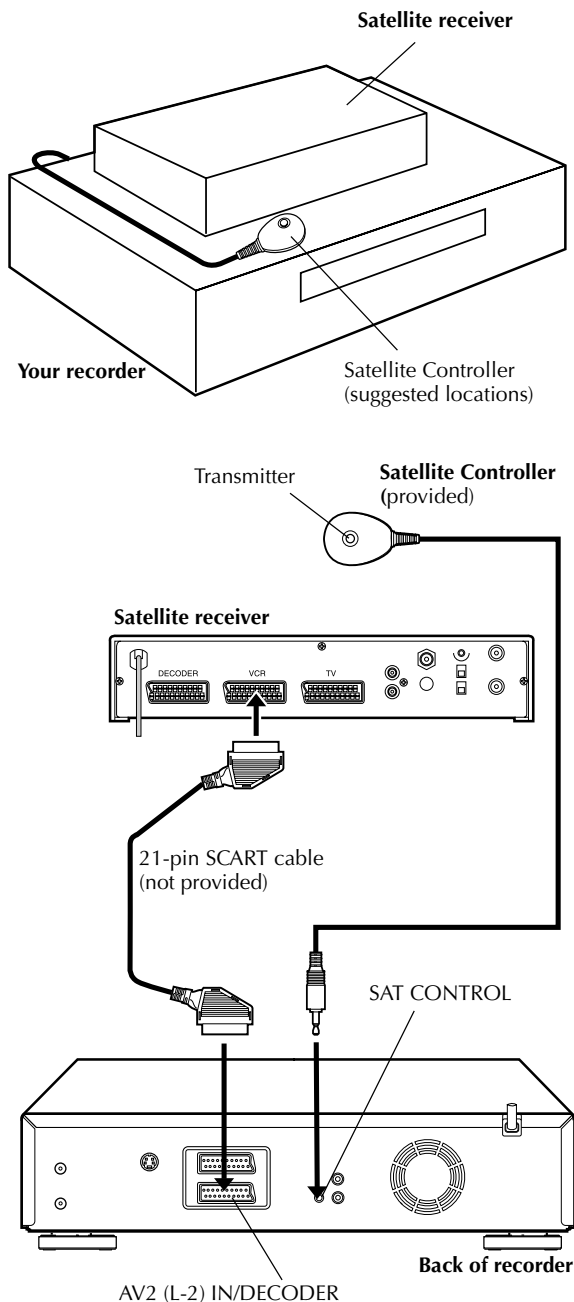 Satellite receiver
Your recorder
Satellite Controller
(suggested locations)
Transmitter
Satellite Controller
(provided)
Satellite receiver
DECODER
VCR
TV
21-pin SCART cable
(not provided)
SAT CONTROL
Back of recorder
AV2 (L-2) IN/DECODER